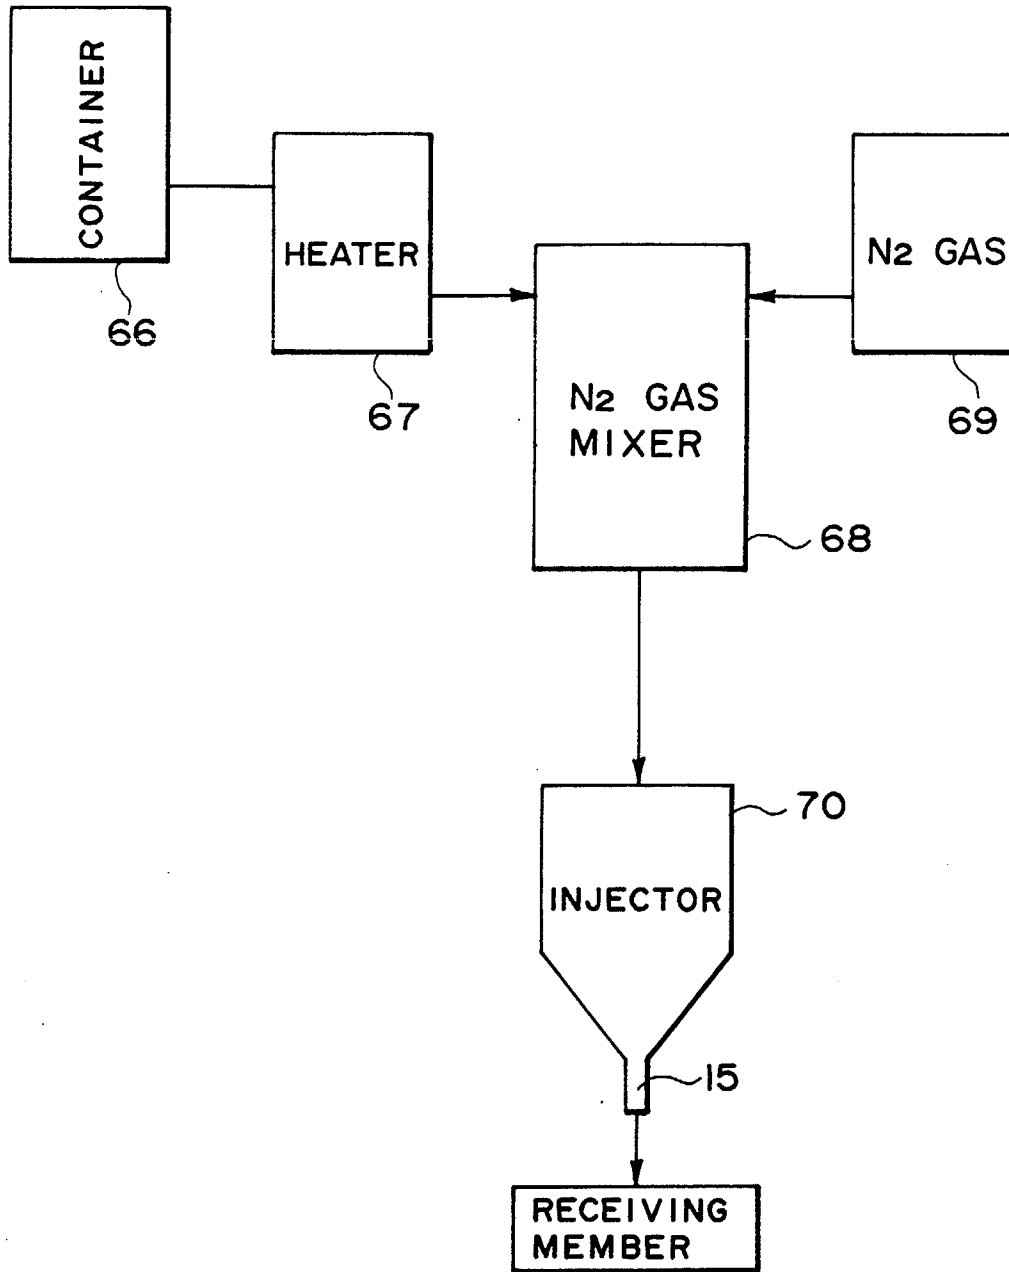 CONTAINER
66
HEATER
67
N2 GAS
69
N2 GAS
MIXER
68
70
INJECTOR
15
RECEIVING
MEMBER